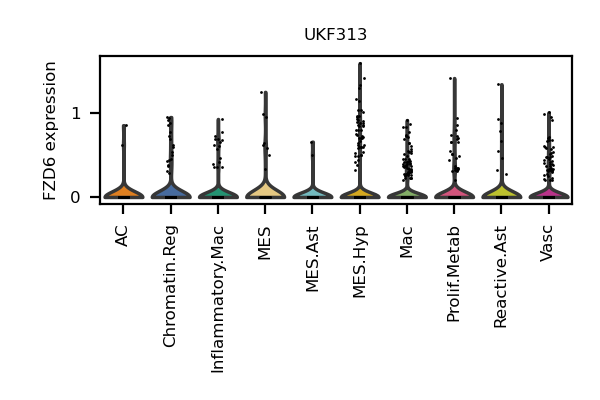 UKF313
FZD6 expression
1
0
AC
Chromatin.Reg
Inflammatory.Mac
MES
MES.Ast
MES.Hyp
Mac
Prolif.Metab
Reactive.Ast
Vasc